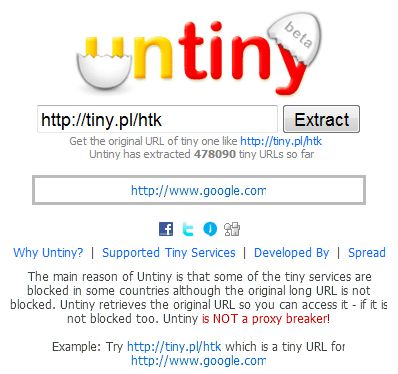 untiny beta
http://tiny.pl/htk Extract
Get the original URL of tiny one like http://tiny.pl/htk
Untiny has extracted 478090 tiny URLs so far
http://www.google.com
Why Untiny? | Supported Tiny Services | Developed By | Spread
The main reason of Untiny is that some of the tiny services are
blocked in some countries although the original long URL is not
blocked. Untiny retrieves the original URL so you can access it - if it is
not blocked too. Untiny is NOT a proxy breaker!
Example: Try http://tiny.pl/htk which is a tiny URL for
http://www.google.com